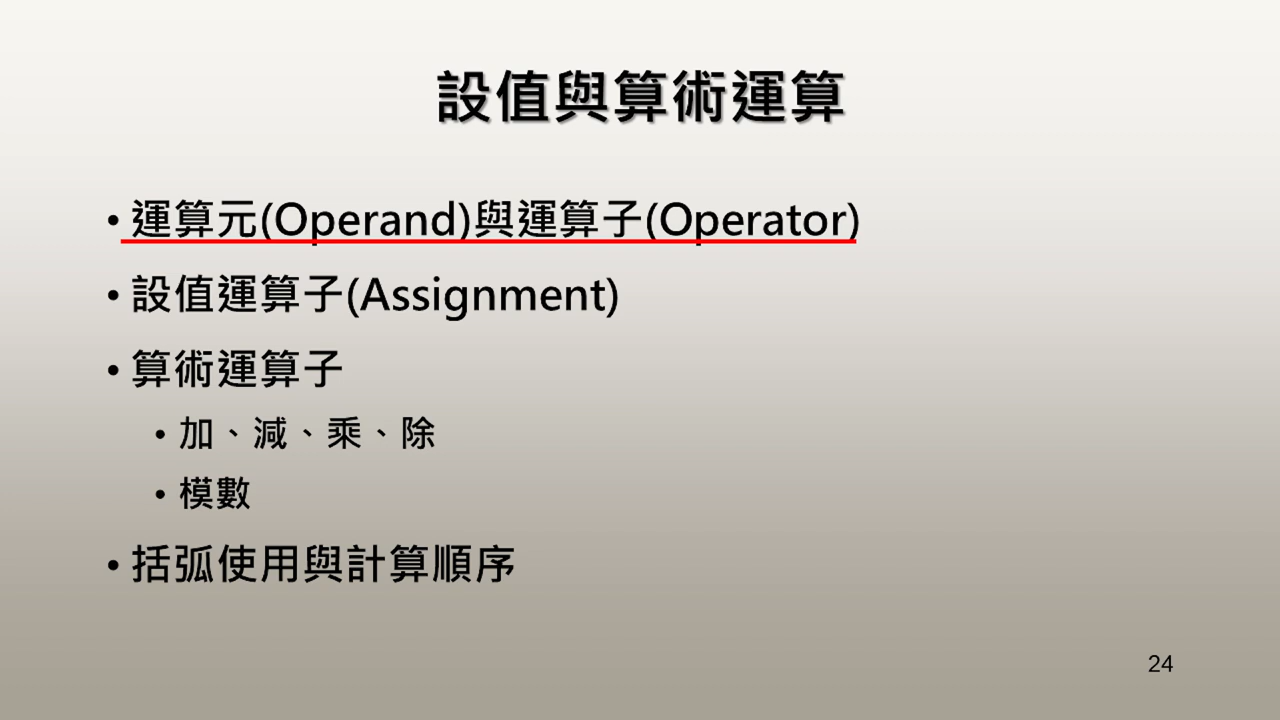 設值與算術運算
• 運算元(Operand)與運算子(Operator)
• 設值運算子(Assignment)
• 算術運算子
• 加、減、乘、除
• 模數
• 括弧使用與計算順序
24